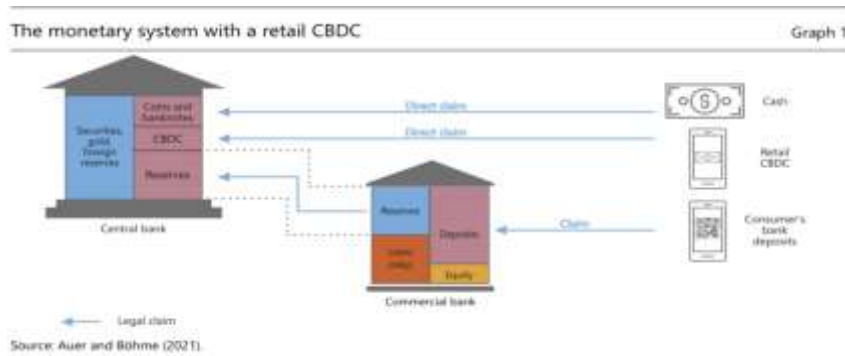 The monetary system with a retail CBDC
Graph 1
Coins and
banknotes
Direct claim
Cash
Securities,
gold,
foreign
reserves
CBDC
Direct claim
Retail
CBDC
Reserves
Reserves
Deposits
Claim
Consumer's
bank
deposits
Central bank
Loans
Equity
Commercial bank
Legal claim
Source: Auer and Böhme (2021).